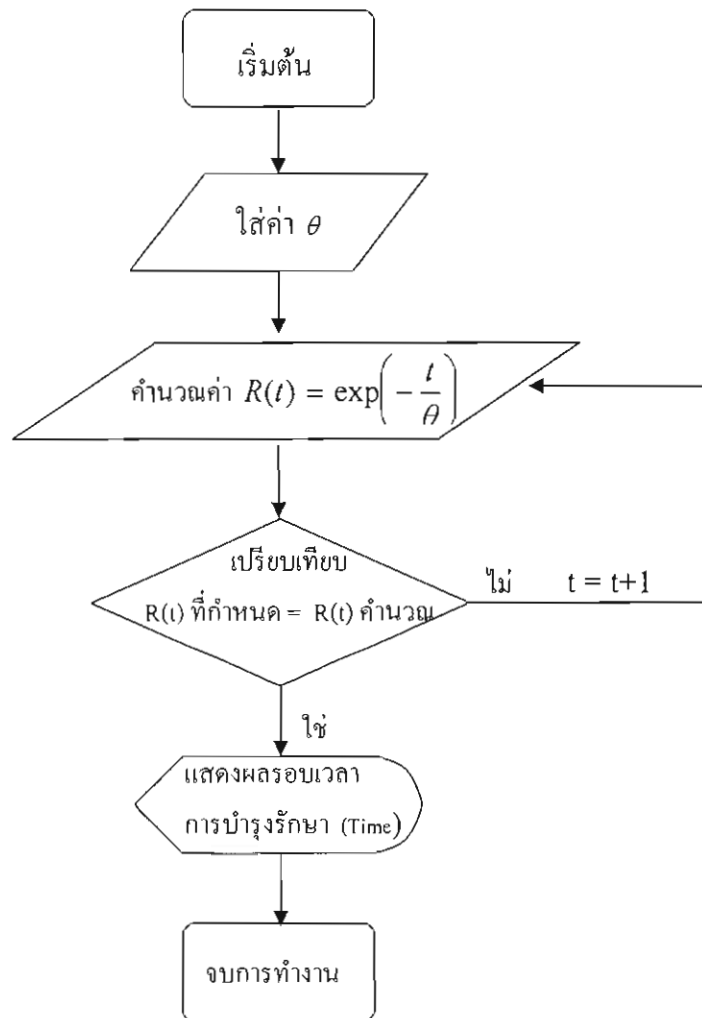 เริ่มต้น
ใส่ค่า θ
คำนวณค่า R(t) = exp(-t/θ)
เปรียบเทียบ
R(t) ที่กำหนด = R(t) คำนวณ
ไม่ t = t+1
ใช่
แสดงผลรอบเวลา
การบำรุงรักษา (Time)
จบการทำงาน